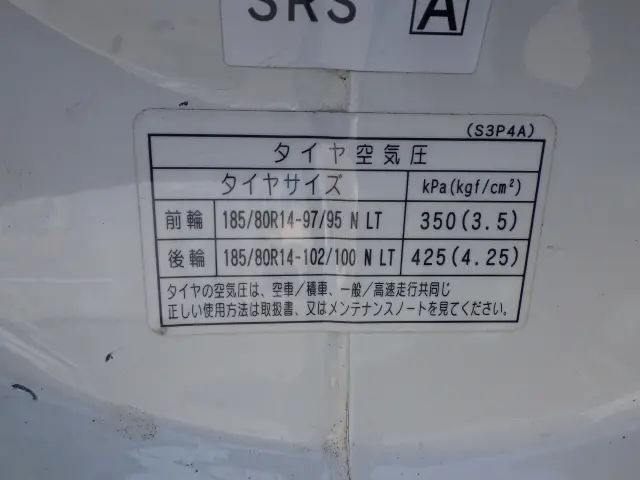 SRS A
(S3P4A)
タイヤ空気圧
タイヤサイズ kPa(kgf/cm²)
前輪 185/80R14-97/95 N LT 350(3.5)
後輪 185/80R14-102/100 N LT 425(4.25)
タイヤの空気圧は、空車／積車、一般／高速走行共同じ
正しい使用方法は取扱書、又はメンテナンスノートを見てください。